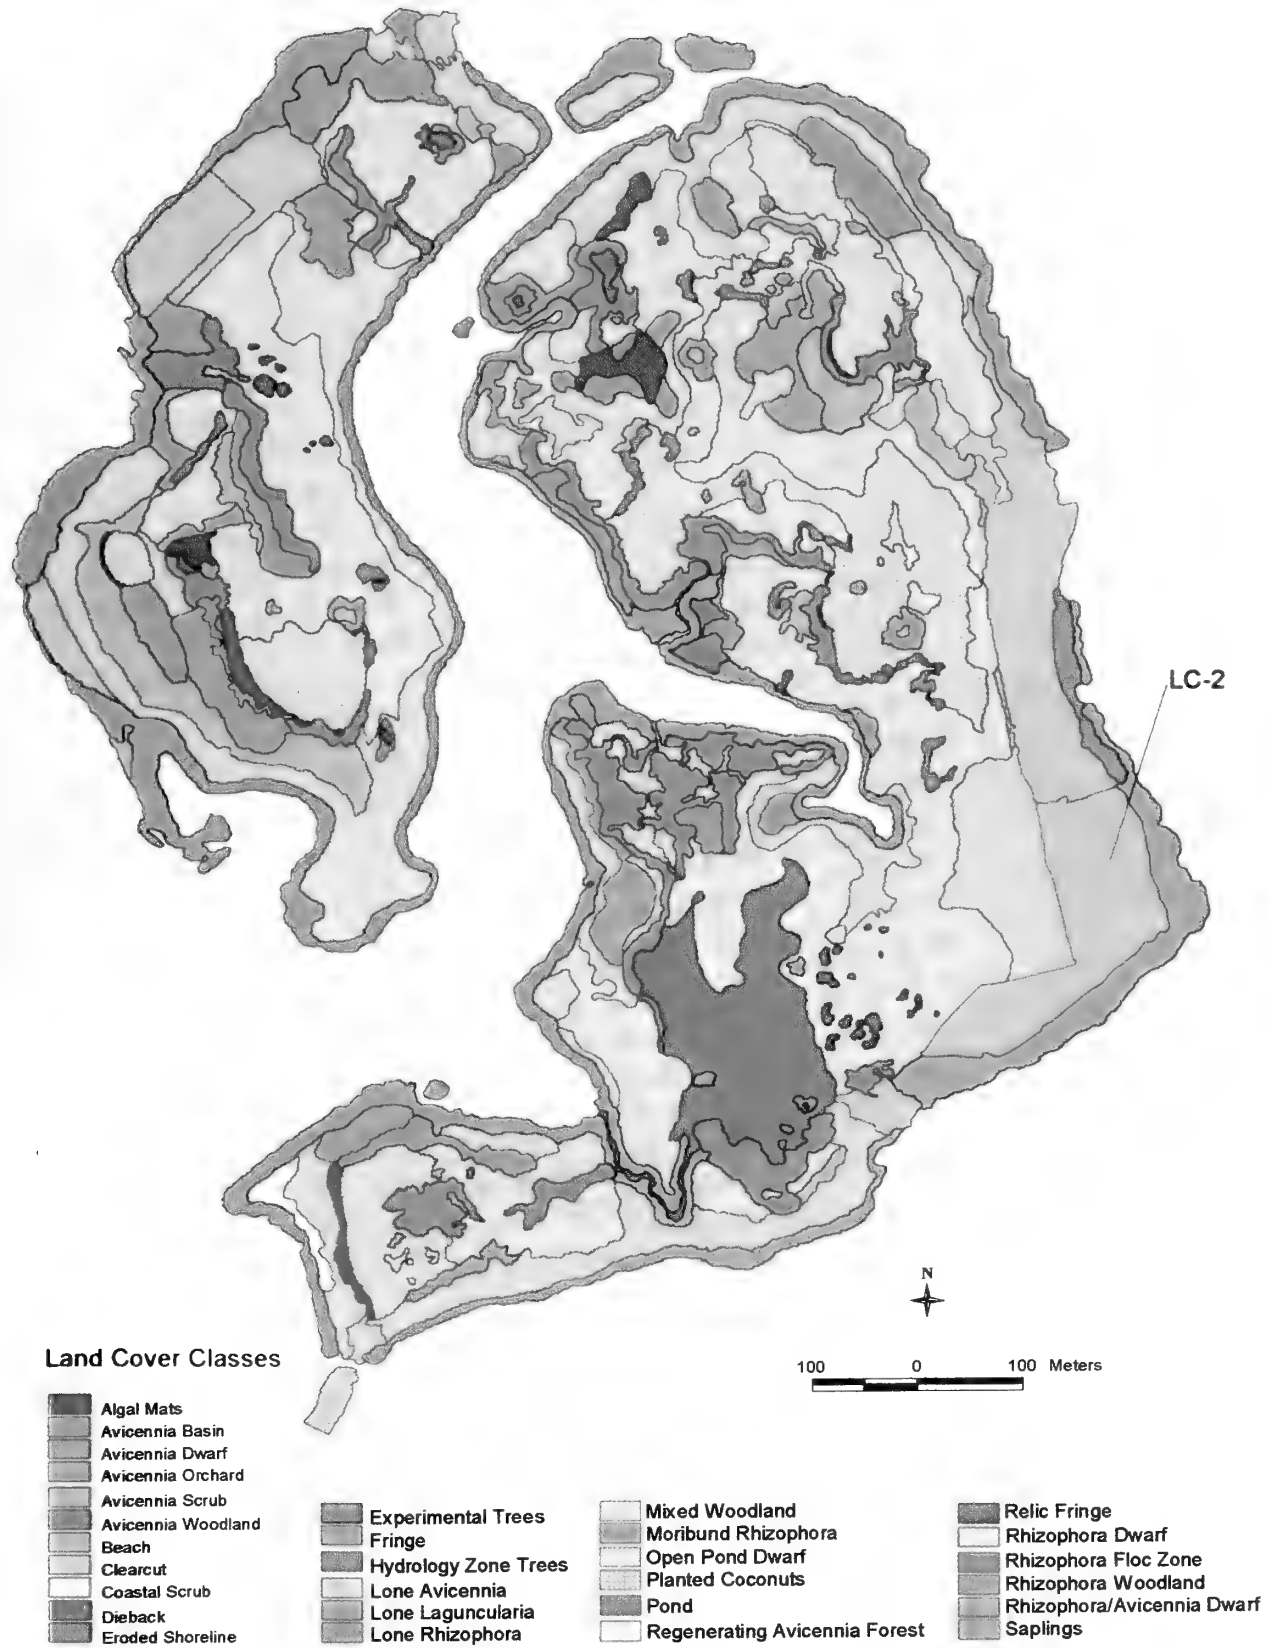 LC-2
N
100 0 100 Meters
Land Cover Classes
Algal Mats
Avicennia Basin
Avicennia Dwarf
Avicennia Orchard
Avicennia Scrub
Avicennia Woodland
Beach
Clearcut
Coastal Scrub
Dieback
Eroded Shoreline
Experimental Trees
Fringe
Hydrology Zone Trees
Lone Avicennia
Lone Laguncularia
Lone Rhizophora
Mixed Woodland
Moribund Rhizophora
Open Pond Dwarf
Planted Coconuts
Pond
Regenerating Avicennia Forest
Relic Fringe
Rhizophora Dwarf
Rhizophora Floc Zone
Rhizophora Woodland
Rhizophora/Avicennia Dwarf
Saplings